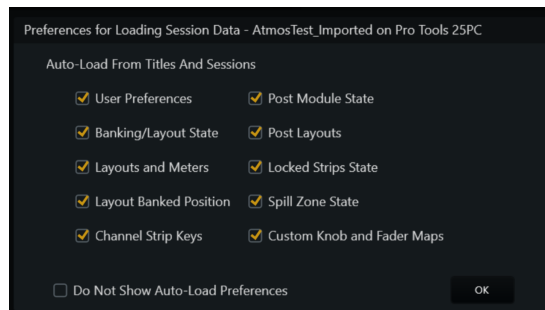 Preferences for Loading Session Data - AtmosTest_Imported on Pro Tools 25PC
Auto-Load From Titles And Sessions
User Preferences Post Module State
Banking/Layout State Post Layouts
Layouts and Meters Locked Strips State
Layout Banked Position Spill Zone State
Channel Strip Keys Custom Knob and Fader Maps
Do Not Show Auto-Load Preferences OK